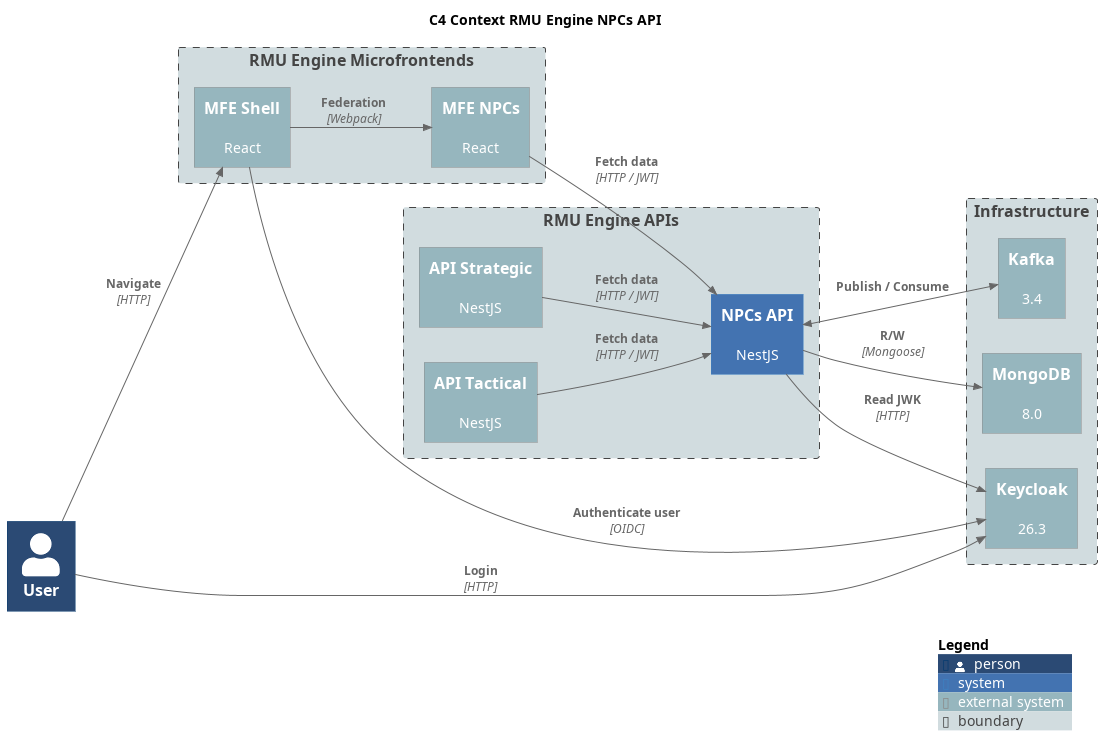 C4 Context RMU Engine NPCs API
RMU Engine Microfrontends
MFE Shell
React
Federation
[Webpack]
MFE NPCs
React
Fetch data
[HTTP / JWT]
RMU Engine APIs
API Strategic
NestJS
Fetch data
[HTTP / JWT]
API Tactical
NestJS
Fetch data
[HTTP / JWT]
NPCs API
NestJS
Infrastructure
Kafka
3.4
Publish / Consume
MongoDB
8.0
R/W
[Mongoose]
Read JWK
[HTTP]
Keycloak
26.3
Navigate
[HTTP]
Authenticate user
[OIDC]
Login
[HTTP]
User
Legend
person
system
external system
boundary